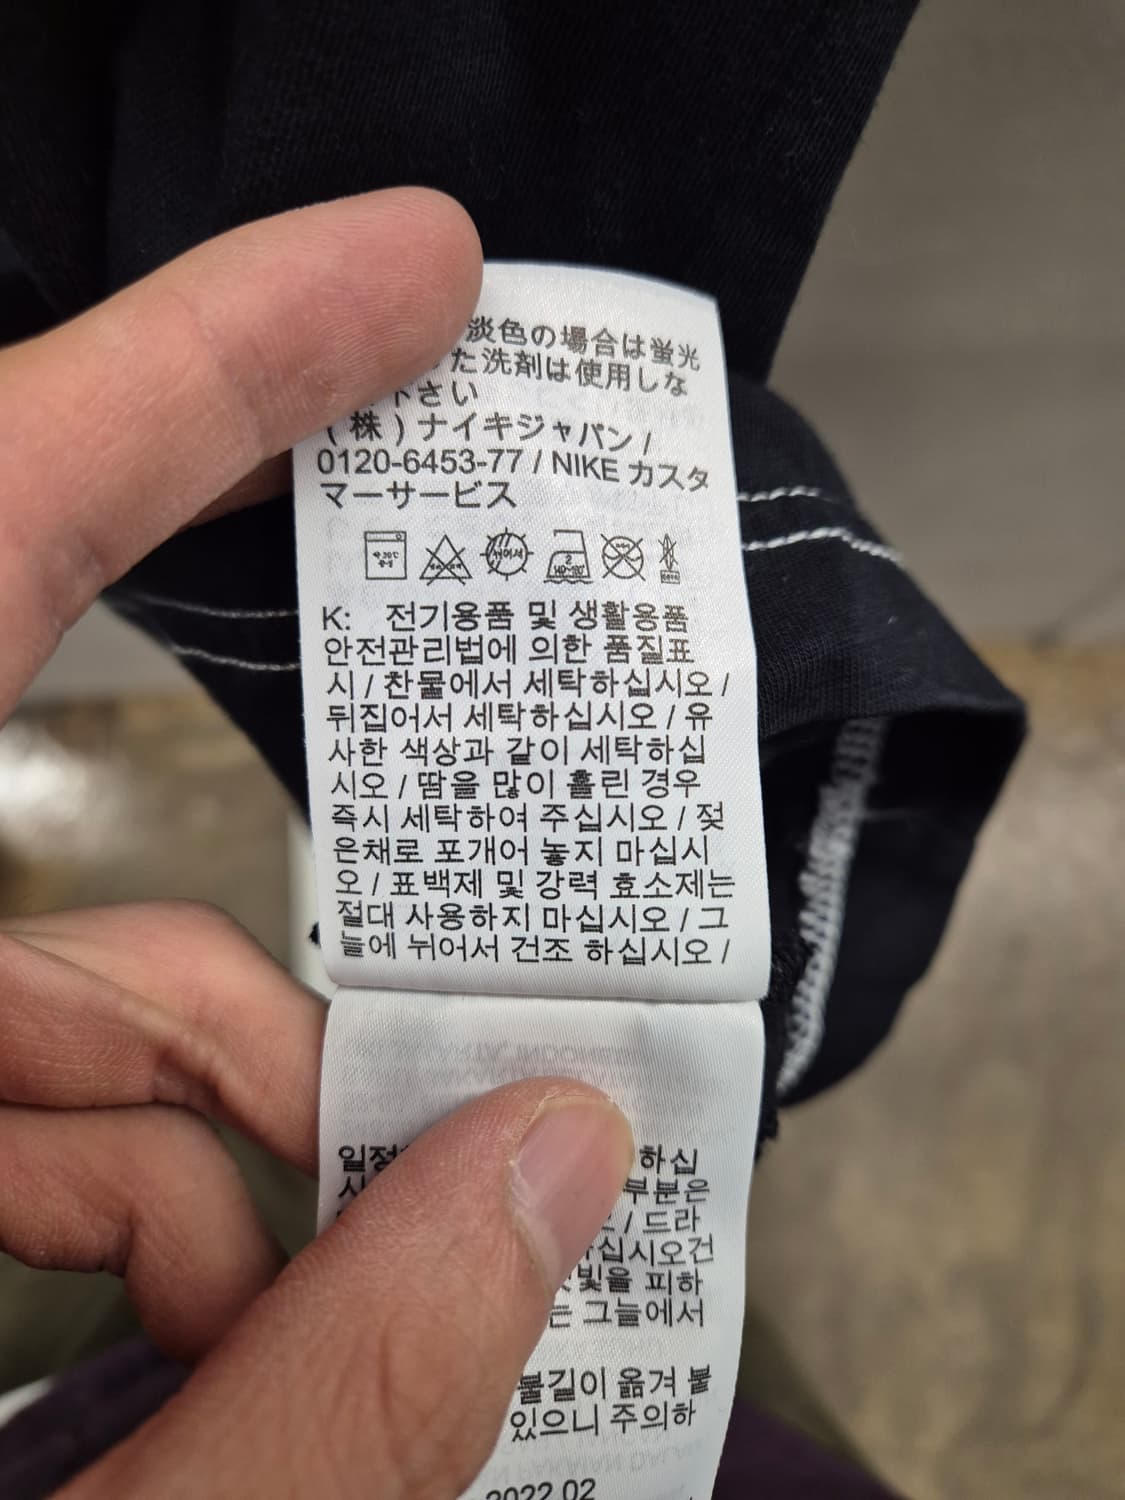 淡色の場合は蛍光
た洗剤は使用しな
下さい
(株) ナイキジャパン /
0120-6453-77 / NIKE カスタ
マーサービス
K: 전기용품 및 생활용품
안전관리법에 의한 품질표
시 / 찬물에서 세탁하십시오 /
뒤집어서 세탁하십시오 / 유
사한 색상과 같이 세탁하십
시오 / 땀을 많이 흘린 경우
즉시 세탁하여 주십시오 / 젖
은채로 포개어 놓지 마십시
오 / 표백제 및 강력 효소제는
절대 사용하지 마십시오 / 그
늘에 뉘어서 건조 하십시오 /
일정 하십
부분은
/ 드라
하십시오건
햇빛을 피하
는 그늘에서
불길이 옮겨 붙
있으니 주의하
2022.02